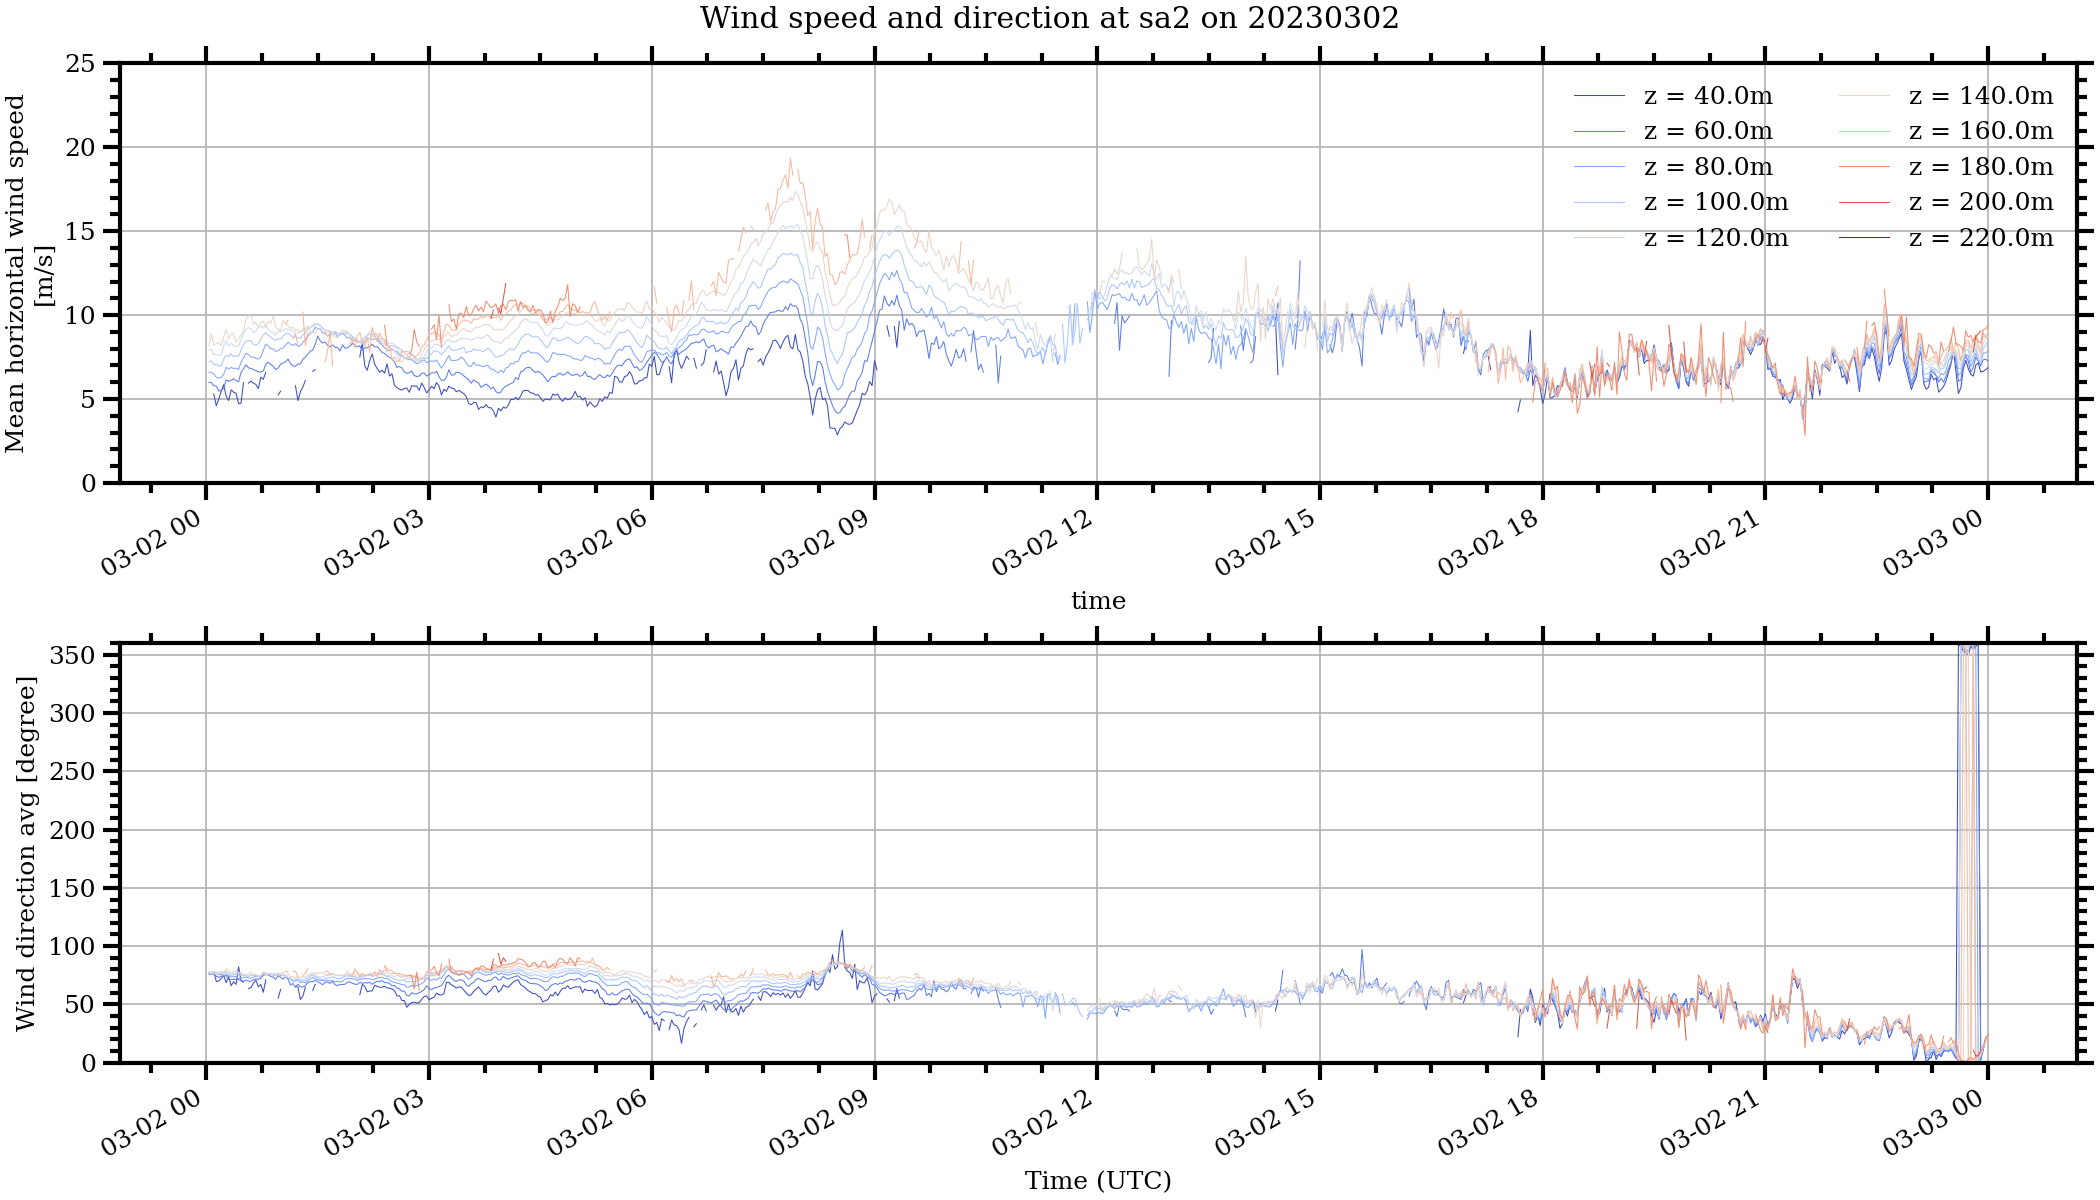 Wind speed and direction at sa2 on 20230302
Mean horizontal wind speed
[m/s]
25
20
15
10
5
0
z = 40.0m
z = 60.0m
z = 80.0m
z = 100.0m
z = 120.0m
z = 140.0m
z = 160.0m
z = 180.0m
z = 200.0m
z = 220.0m
03-02 00
03-02 03
03-02 06
03-02 09
03-02 12
03-02 15
03-02 18
03-02 21
03-03 00
time
Wind direction avg [degree]
350
300
250
200
150
100
50
0
03-02 00
03-02 03
03-02 06
03-02 09
03-02 12
03-02 15
03-02 18
03-02 21
03-03 00
Time (UTC)